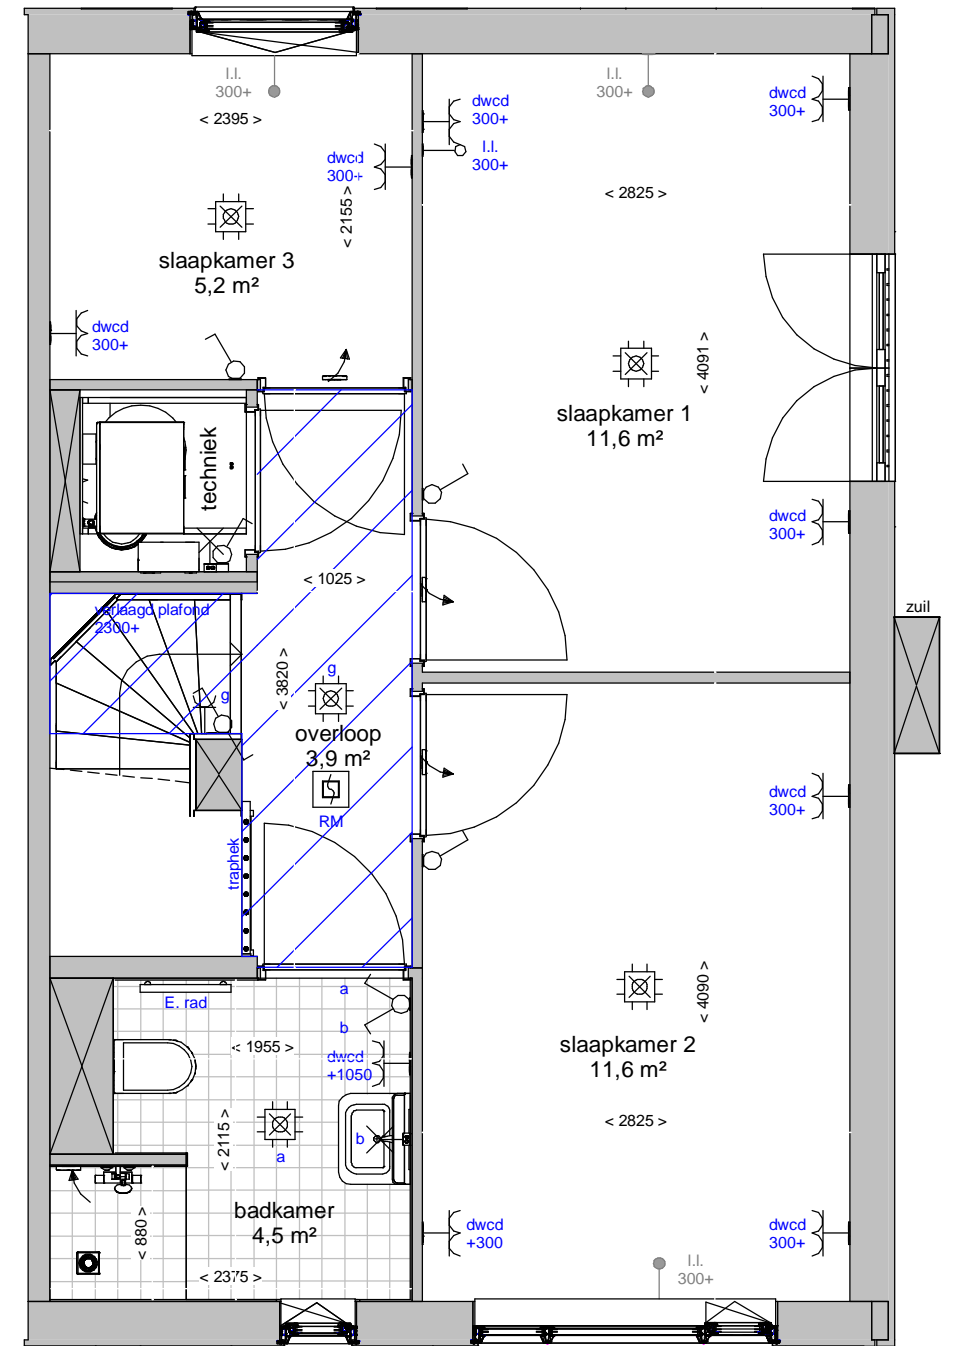 l.l.
300+
< 2395 >
dwcd
300+
< 2155 >
slaapkamer 3
5,2 m²
dwcd
300+
dwcd
300+
l.l.
300+
l.l.
300+
dwcd
300+
< 2825 >
< 4091 >
slaapkamer 1
11,6 m²
dwcd
300+
techniek
< 1025 >
verlaagd plafond
2300+
g
< 3820 >
g
overloop
3,9 m²
RM
traphek
zuil
dwcd
300+
< 4090 >
slaapkamer 2
11,6 m²
< 2825 >
dwcd
+300
dwcd
300+
l.l.
300+
E. rad
a
b
< 1955 >
dwcd
+1050
< 2115 >
a
b
badkamer
4,5 m²
< 880 >
< 2375 >